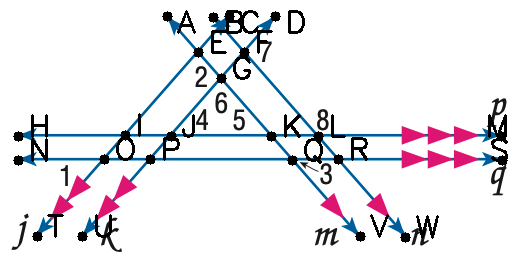 A B C D
E F 7
2 G
6
H I J 4 5 K 8 L M p
N O P Q R S
1 3 q
j T U k m V W n